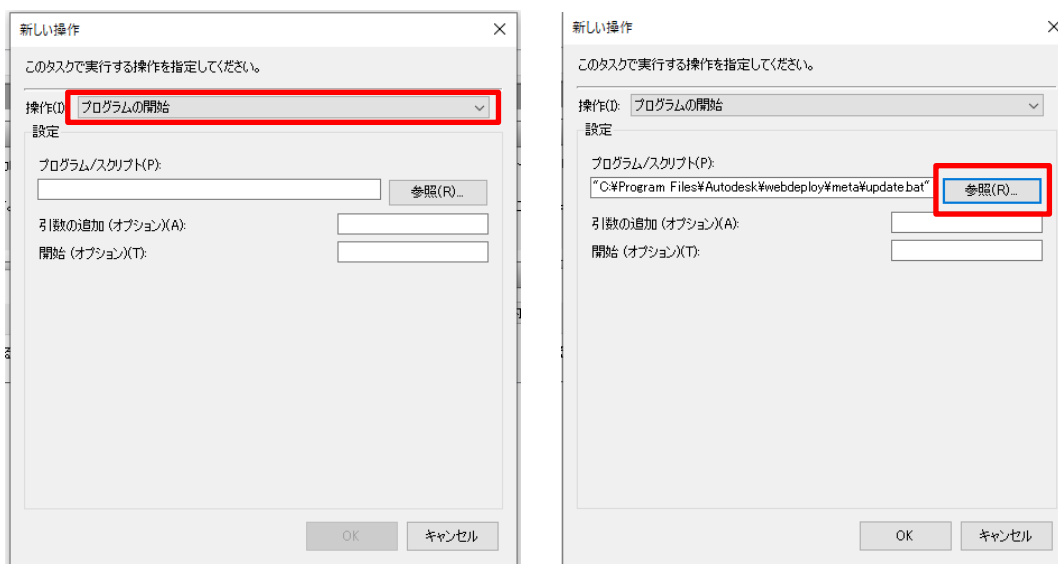 新しい操作
このタスクで実行する操作を指定してください。
操作(I): プログラムの開始
設定
プログラム/スクリプト(P):
参照(R)...
引数の追加 (オプション)(A):
開始 (オプション)(T):
OK キャンセル
新しい操作
このタスクで実行する操作を指定してください。
操作(I): プログラムの開始
設定
プログラム/スクリプト(P):
"C:¥Program Files¥Autodesk¥webdeploy¥meta¥update.bat" 参照(R)...
引数の追加 (オプション)(A):
開始 (オプション)(T):
OK キャンセル